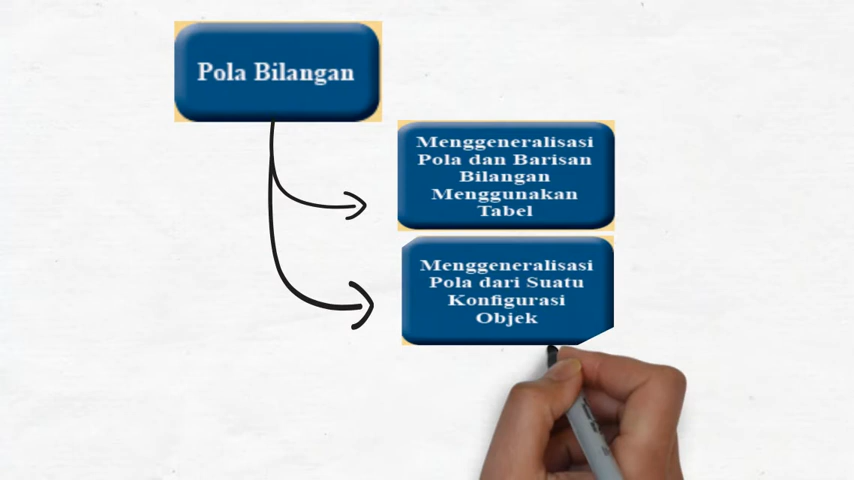 Pola Bilangan
Menggeneralisasi
Pola dan Barisan
Bilangan
Menggunakan
Tabel
Menggeneralisasi
Pola dari Suatu
Konfigurasi
Objek